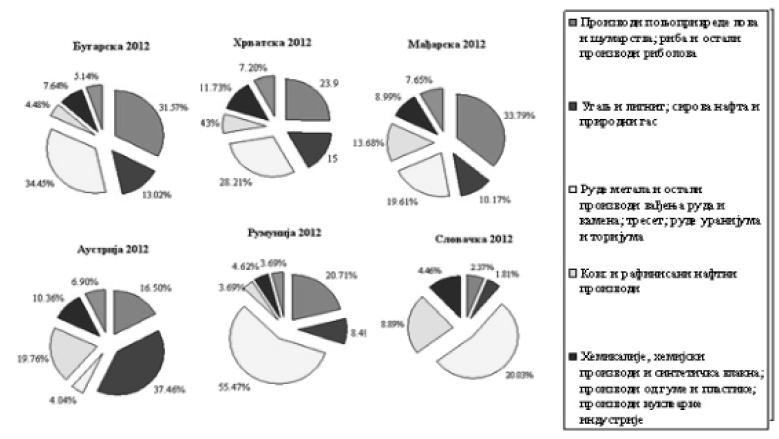 Бугарска 2012
5.14%
7.64%
4.48%
31.57%
34.45%
13.02%
Хрватска 2012
7.20%
11.73%
43%
23.9
15
28.21%
Мађарска 2012
7.65%
8.99%
13.68%
33.79%
19.61%
10.17%
Аустрија 2012
6.90%
10.36%
16.50%
19.76%
4.04%
37.46%
Румунија 2012
4.62%
3.69%
3.69%
20.71%
8.4
55.47%
Словачка 2012
4.46%
2.37%
1.81%
8.89%
20.03%
Производи пољопривреде лова
и шумарства; риба и остали
производи риболова
Угаљ и лигнит; сирова нафта и
природни гас
Руде метала и остали
производи вађења руда и
камена; тресет; руде уранијума
и торијума
Кокс и рафинисани нафтни
производи
Хемикалије, хемијски
производи и синтетичка влакна;
производи од гуме и пластике;
производи нуклеарне
индустрије